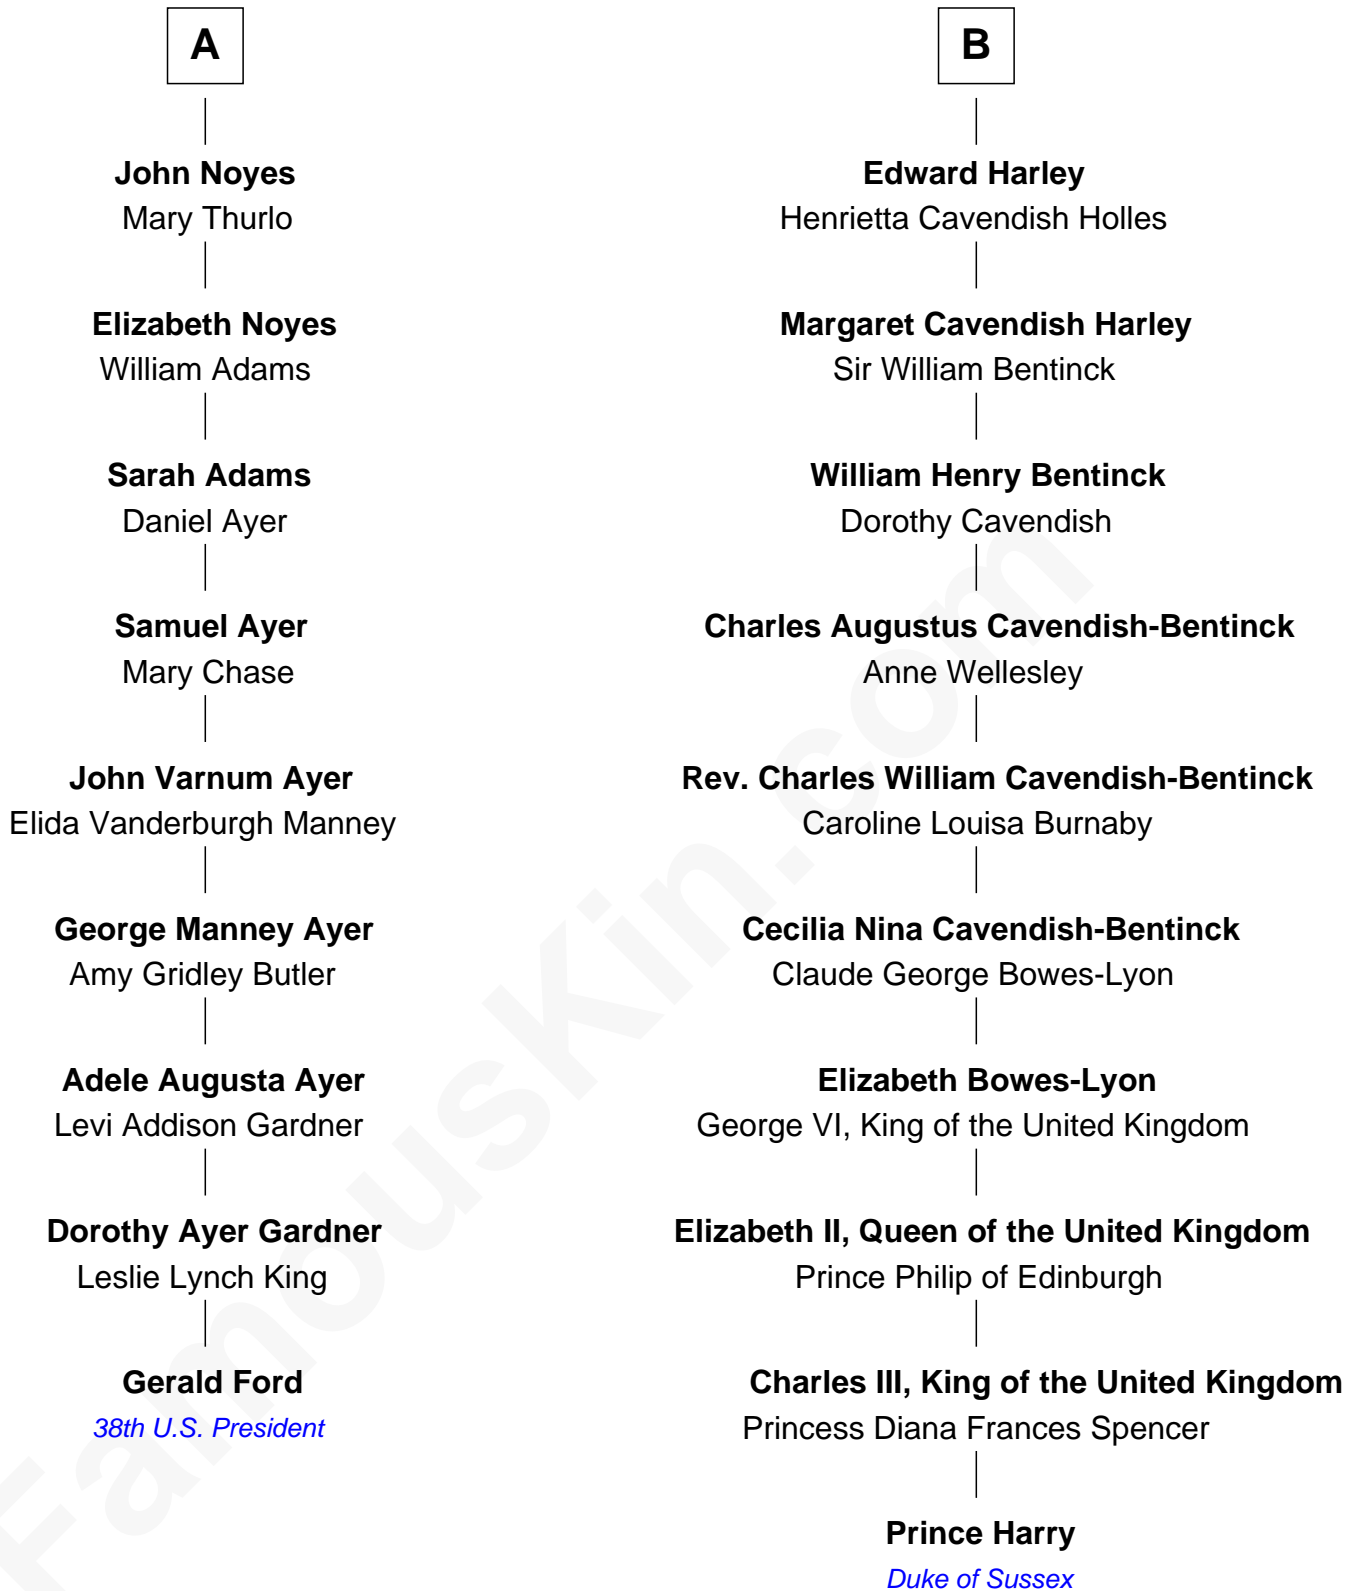 A
John Noyes
Mary Thurlo
Elizabeth Noyes
William Adams
Sarah Adams
Daniel Ayer
Samuel Ayer
Mary Chase
John Varnum Ayer
Elida Vanderburgh Manney
George Manney Ayer
Amy Gridley Butler
Adele Augusta Ayer
Levi Addison Gardner
Dorothy Ayer Gardner
Leslie Lynch King
Gerald Ford
38th U.S. President
B
Edward Harley
Henrietta Cavendish Holles
Margaret Cavendish Harley
Sir William Bentinck
William Henry Bentinck
Dorothy Cavendish
Charles Augustus Cavendish-Bentinck
Anne Wellesley
Rev. Charles William Cavendish-Bentinck
Caroline Louisa Burnaby
Cecilia Nina Cavendish-Bentinck
Claude George Bowes-Lyon
Elizabeth Bowes-Lyon
George VI, King of the United Kingdom
Elizabeth II, Queen of the United Kingdom
Prince Philip of Edinburgh
Charles III, King of the United Kingdom
Princess Diana Frances Spencer
Prince Harry
Duke of Sussex
FamousKin.com